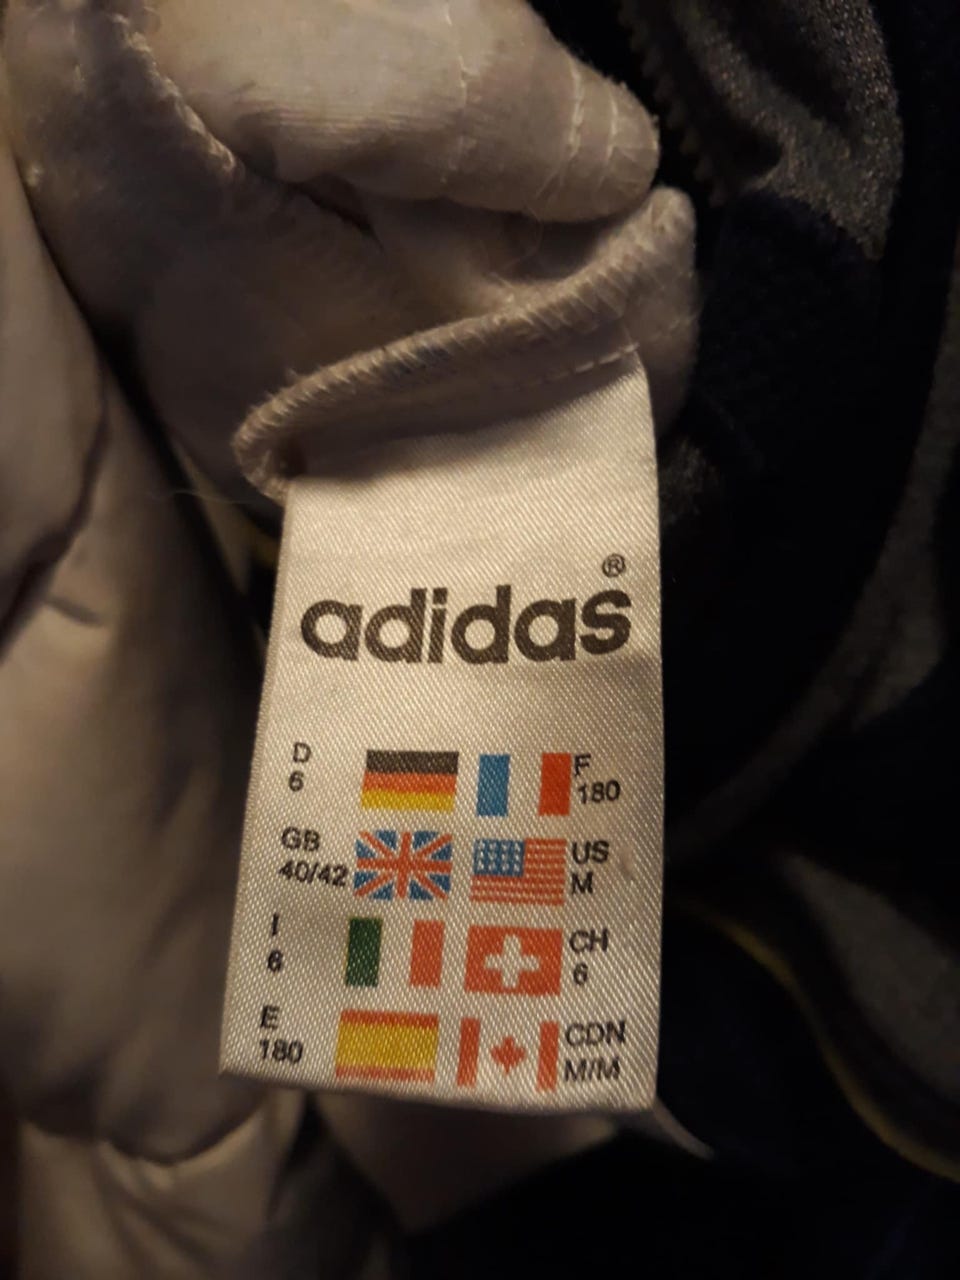 adidas®
D
6
F
180
GB
40/42
US
M
I
6
CH
6
E
180
CDN
M/M